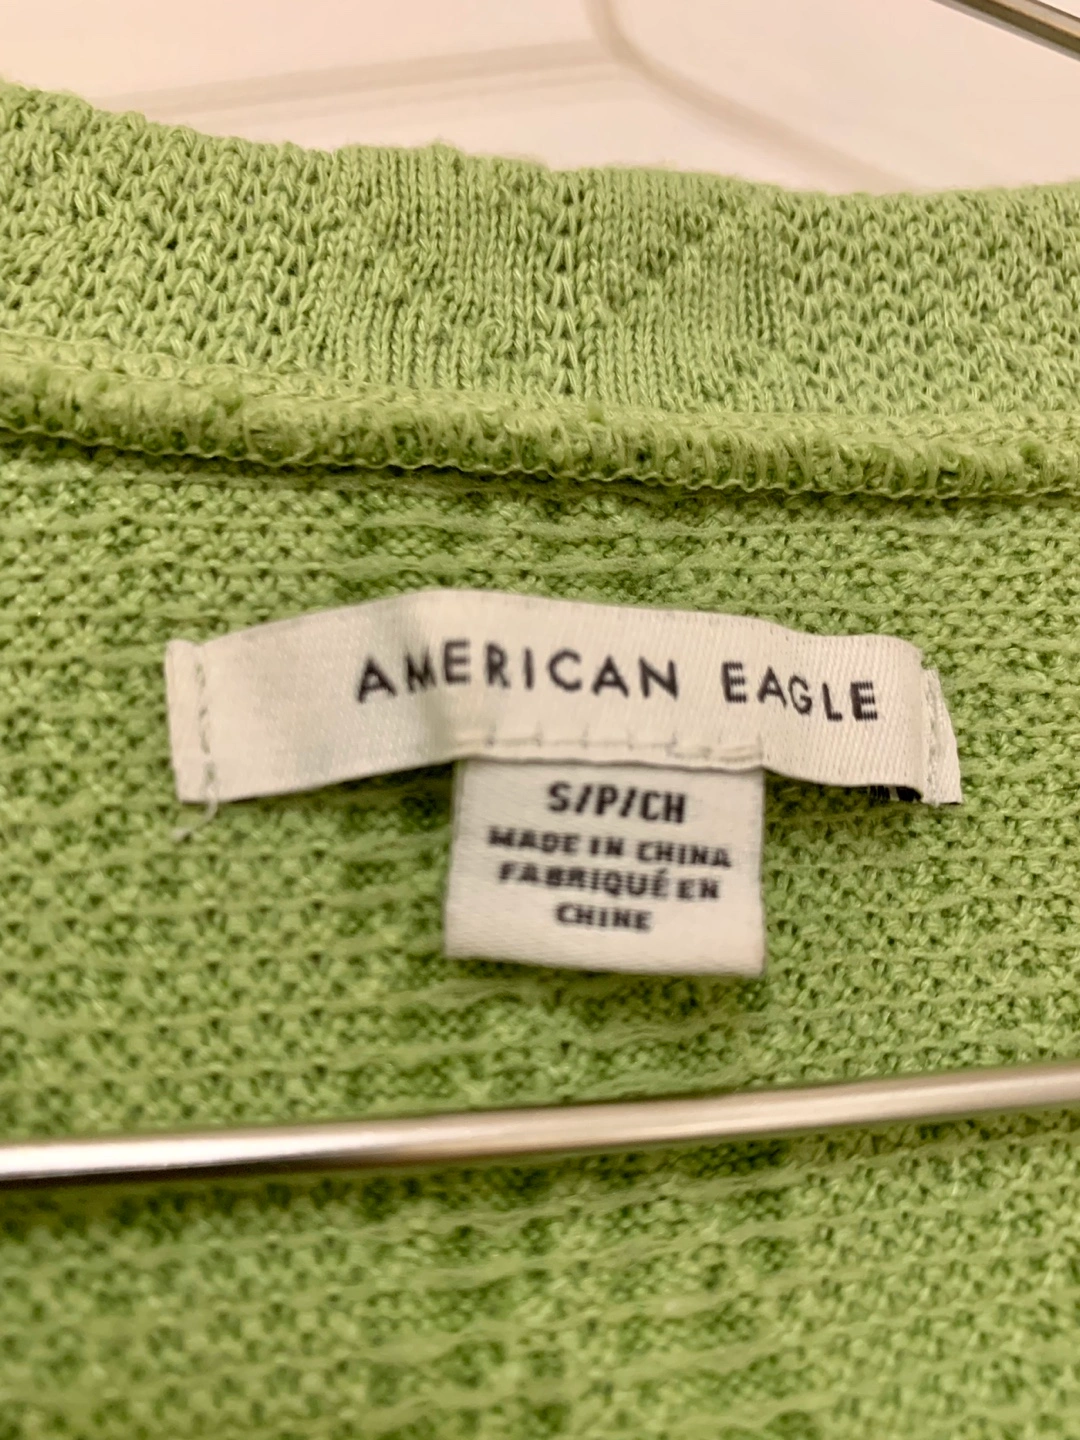 AMERICAN EAGLE
S/P/CH
MADE IN CHINA
FABRIQUÉ EN
CHINE